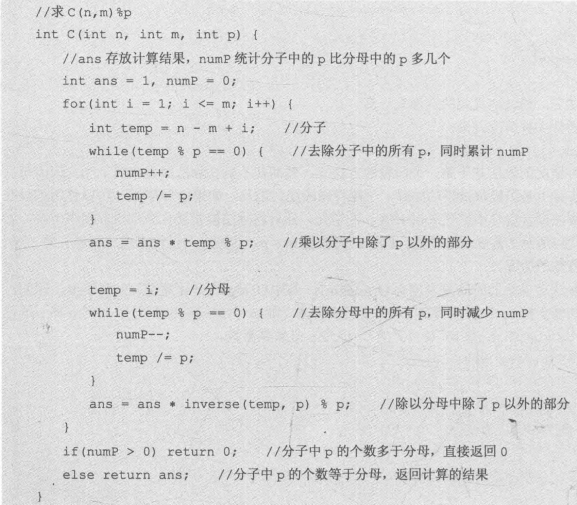 //求C(n,m)%p
int C(int n, int m, int p) {
//ans 存放计算结果，numP 统计分子中的 p 比分母中的 p 多几个
int ans = 1, numP = 0;
for(int i = 1; i <= m; i++) {
int temp = n - m + i; //分子
while(temp % p == 0) { //去除分子中的所有 p，同时累计 numP
numP++;
temp /= p;
}
ans = ans * temp % p; //乘以分子中除了 p 以外的部分
temp = i; //分母
while(temp % p == 0) { //去除分母中的所有 p，同时减少 numP
numP--;
temp /= p;
}
ans = ans * inverse(temp, p) % p; //除以分母中除了 p 以外的部分
}
if(numP > 0) return 0; //分子中 p 的个数多于分母，直接返回 0
else return ans; //分子中 p 的个数等于分母，返回计算的结果
}